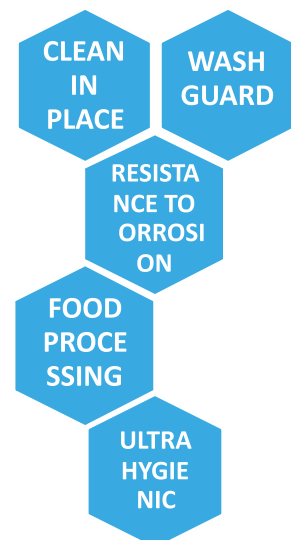 CLEAN
IN
PLACE
WASH
GUARD
RESISTA
NCE TO
ORROSI
ON
FOOD
PROCE
SSING
ULTRA
HYGIE
NIC